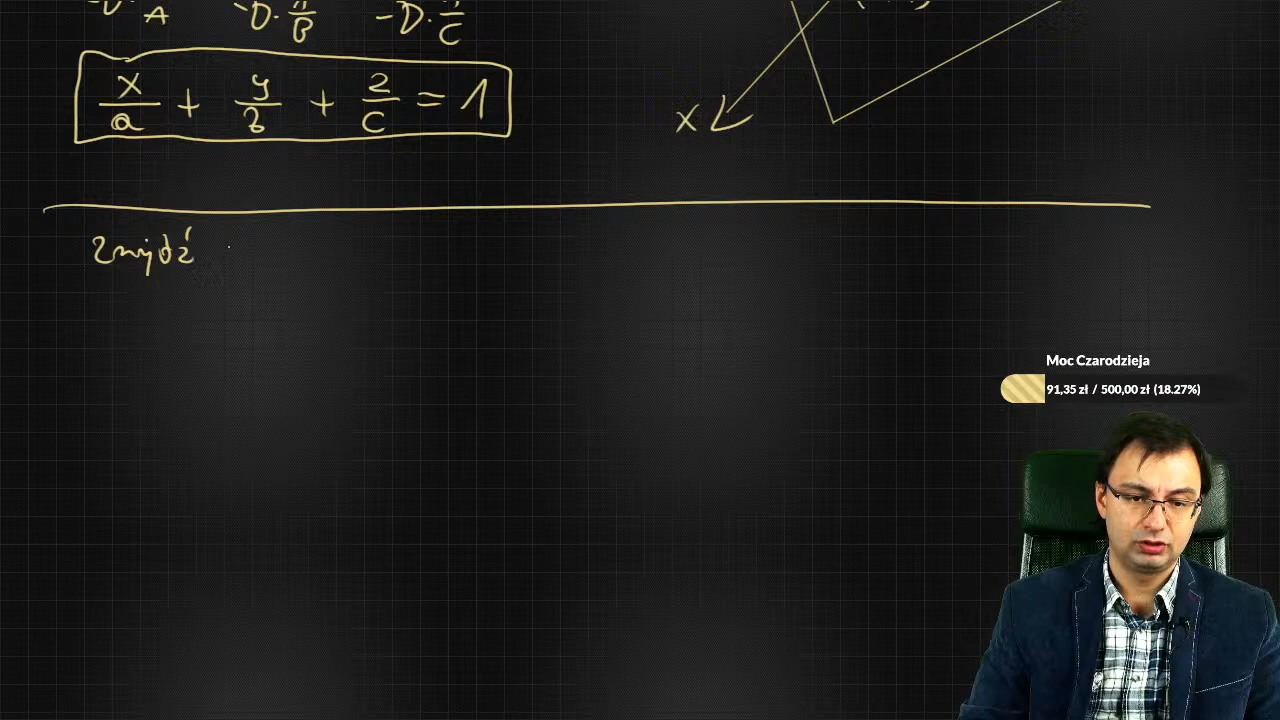 -D·π/A -D·π/B -D·π/C
x/a + y/b + z/c = 1
x
Znajdź
Moc Czarodzieja
91,35 zł / 500,00 zł (18.27%)